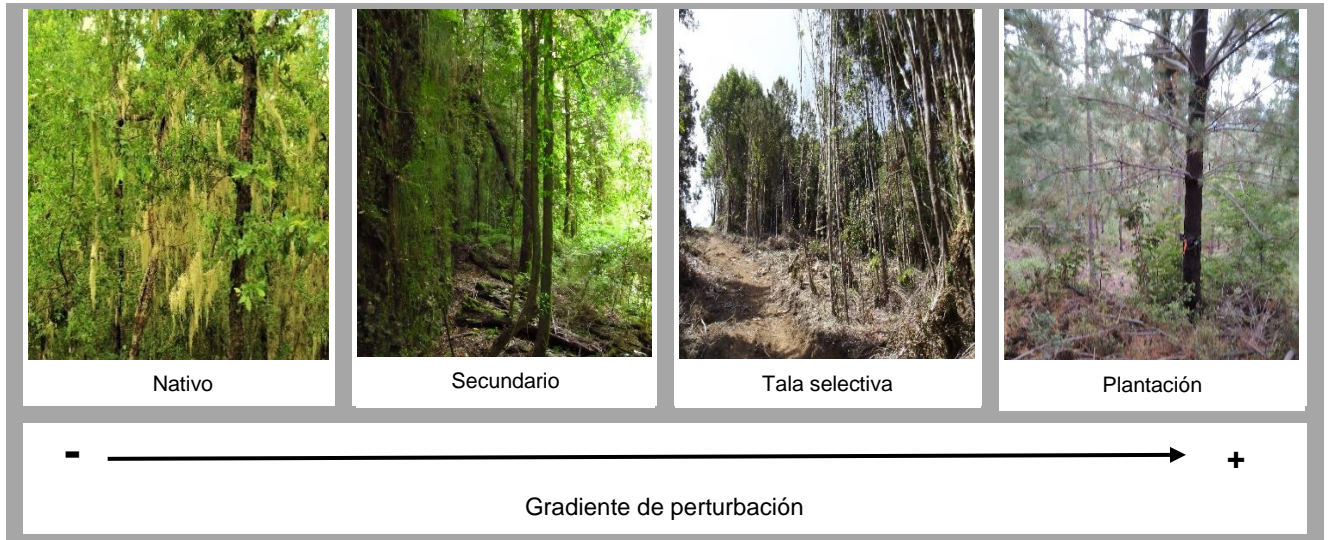 Nativo
Secundario
Tala selectiva
Plantación
- +
Gradiente de perturbación